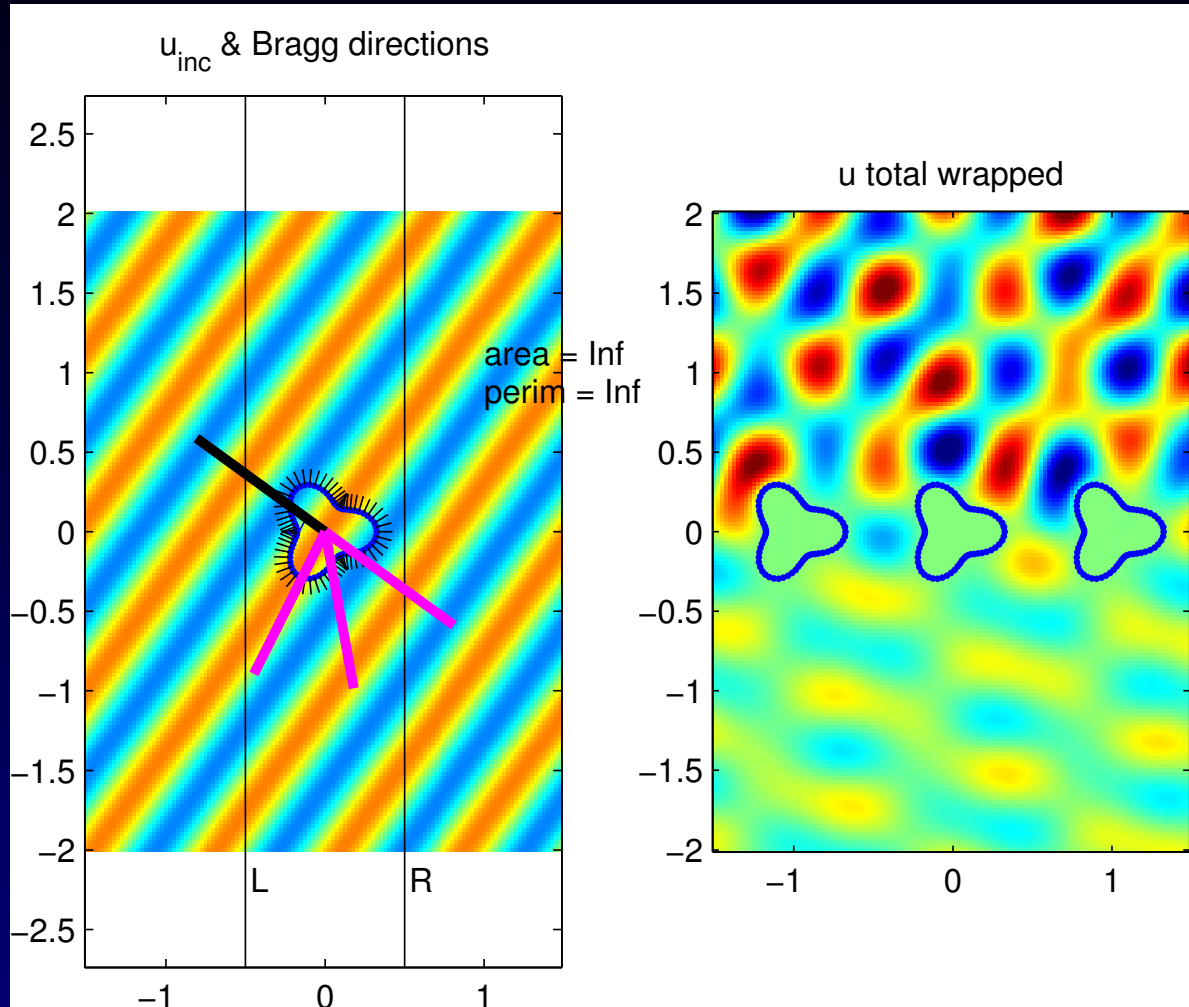 u_inc & Bragg directions
2.5
2
1.5
1
0.5
0
−0.5
−1
−1.5
−2
−2.5
−1 0 1
L R
area = Inf
perim = Inf
u total wrapped
2
1.5
1
0.5
0
−0.5
−1
−1.5
−2
−1 0 1